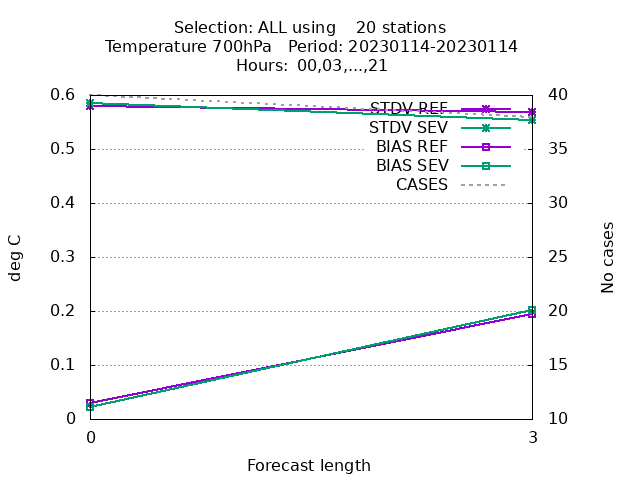 Selection: ALL using    20 stations
Temperature 700hPa   Period: 20230114-20230114
Hours: 00,03,...,21
0.6
0.5
0.4
0.3
0.2
0.1
0
deg C
STDV REF
STDV SEV
BIAS REF
BIAS SEV
CASES
40
35
30
25
20
15
10
No cases
0
3
Forecast length